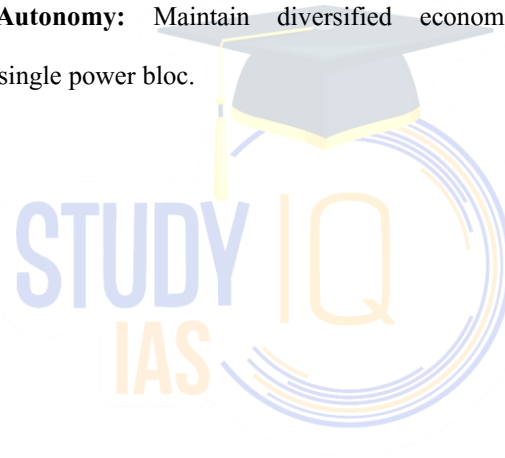 Autonomy: Maintain diversified econom
single power bloc.
STUDY IQ
IAS